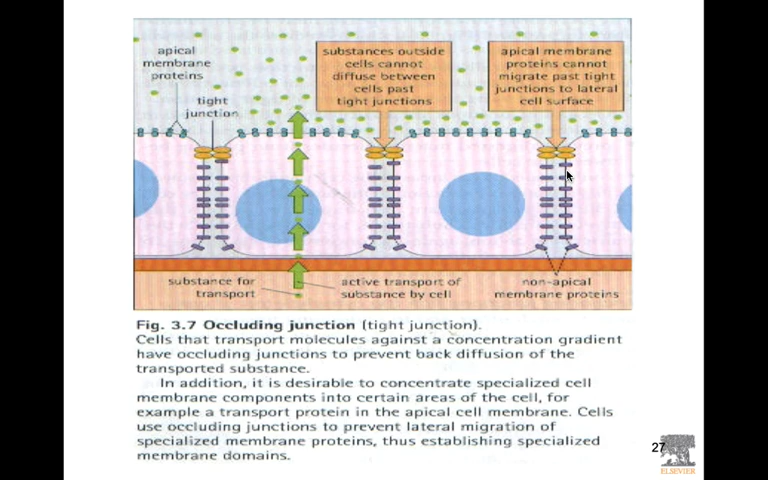 apical
membrane
proteins
tight
junction
substances outside
cells cannot
diffuse between
cells past
tight junctions
apical membrane
proteins cannot
migrate past tight
junctions to lateral
cell surface
substance for
transport
active transport of
substance by cell
non-apical
membrane proteins
Fig. 3.7 Occluding junction (tight junction).
Cells that transport molecules against a concentration gradient
have occluding junctions to prevent back diffusion of the
transported substance.
In addition, it is desirable to concentrate specialized cell
membrane components into certain areas of the cell, for
example a transport protein in the apical cell membrane. Cells
use occluding junctions to prevent lateral migration of
specialized membrane proteins, thus establishing specialized
membrane domains.
27
ELSEVIER